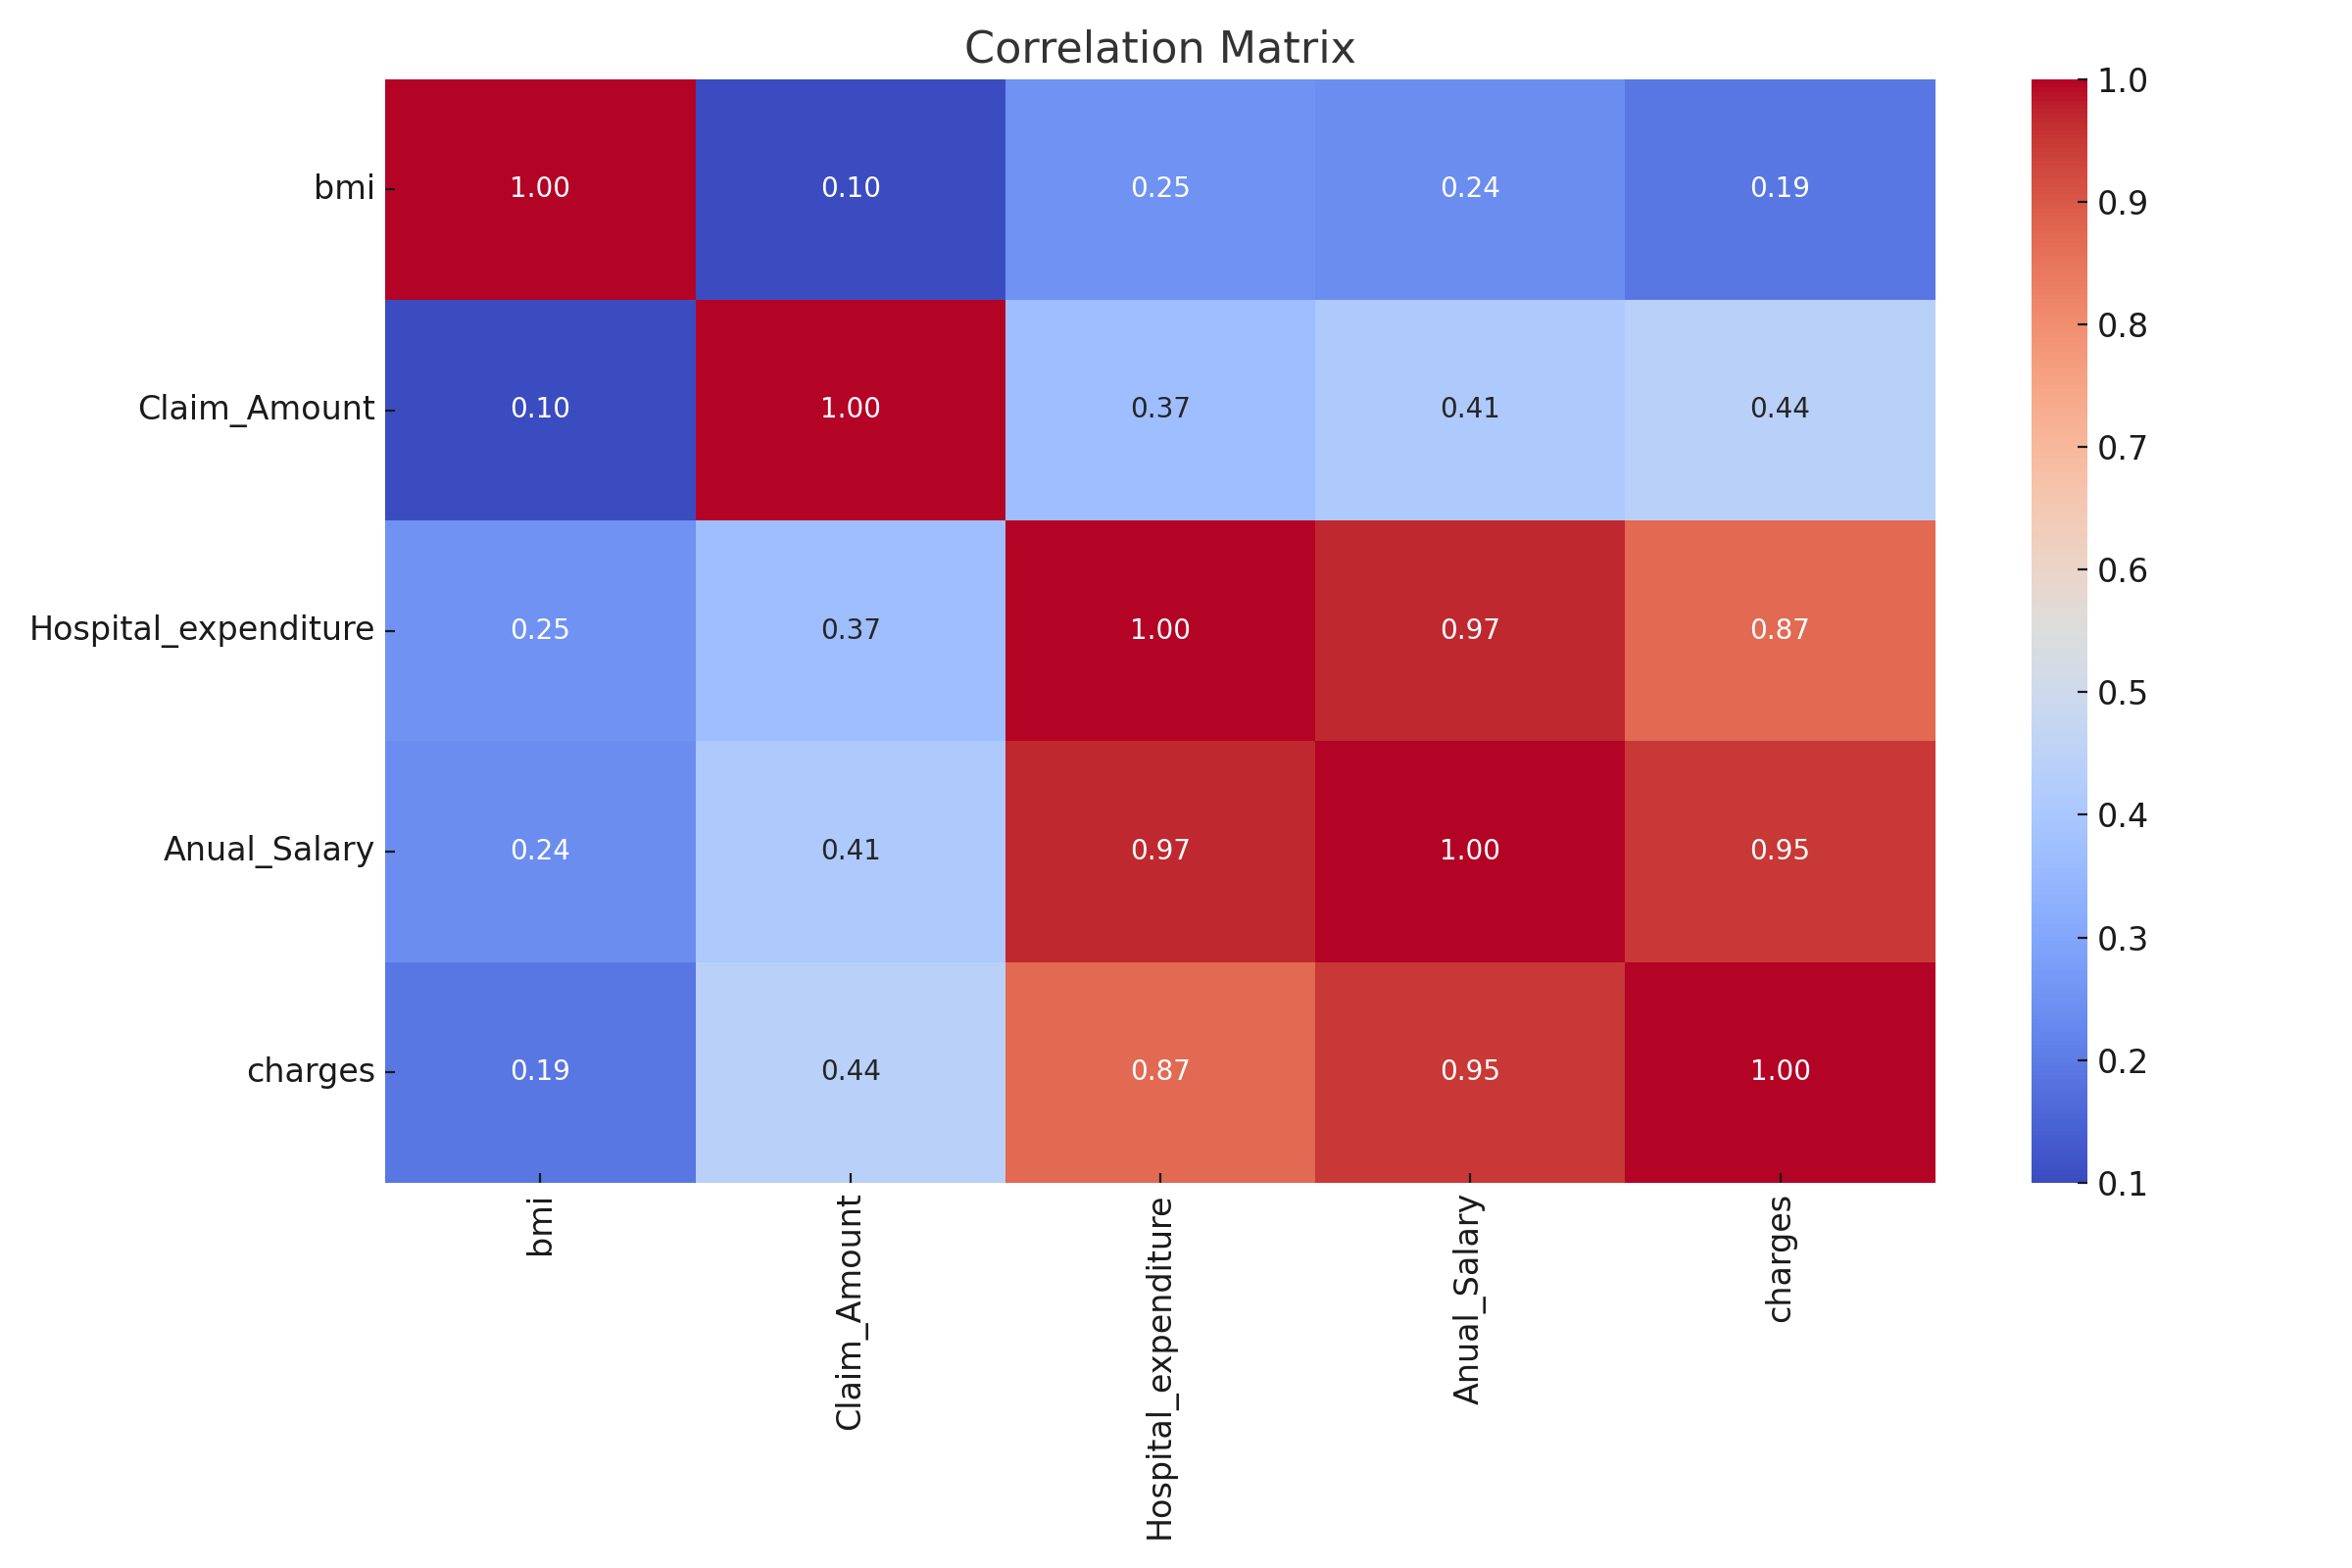 Correlation Matrix
bmi 1.00 0.10 0.25 0.24 0.19
Claim_Amount 0.10 1.00 0.37 0.41 0.44
Hospital_expenditure 0.25 0.37 1.00 0.97 0.87
Anual_Salary 0.24 0.41 0.97 1.00 0.95
charges 0.19 0.44 0.87 0.95 1.00
bmi
Claim_Amount
Hospital_expenditure
Anual_Salary
charges
1.0
0.9
0.8
0.7
0.6
0.5
0.4
0.3
0.2
0.1